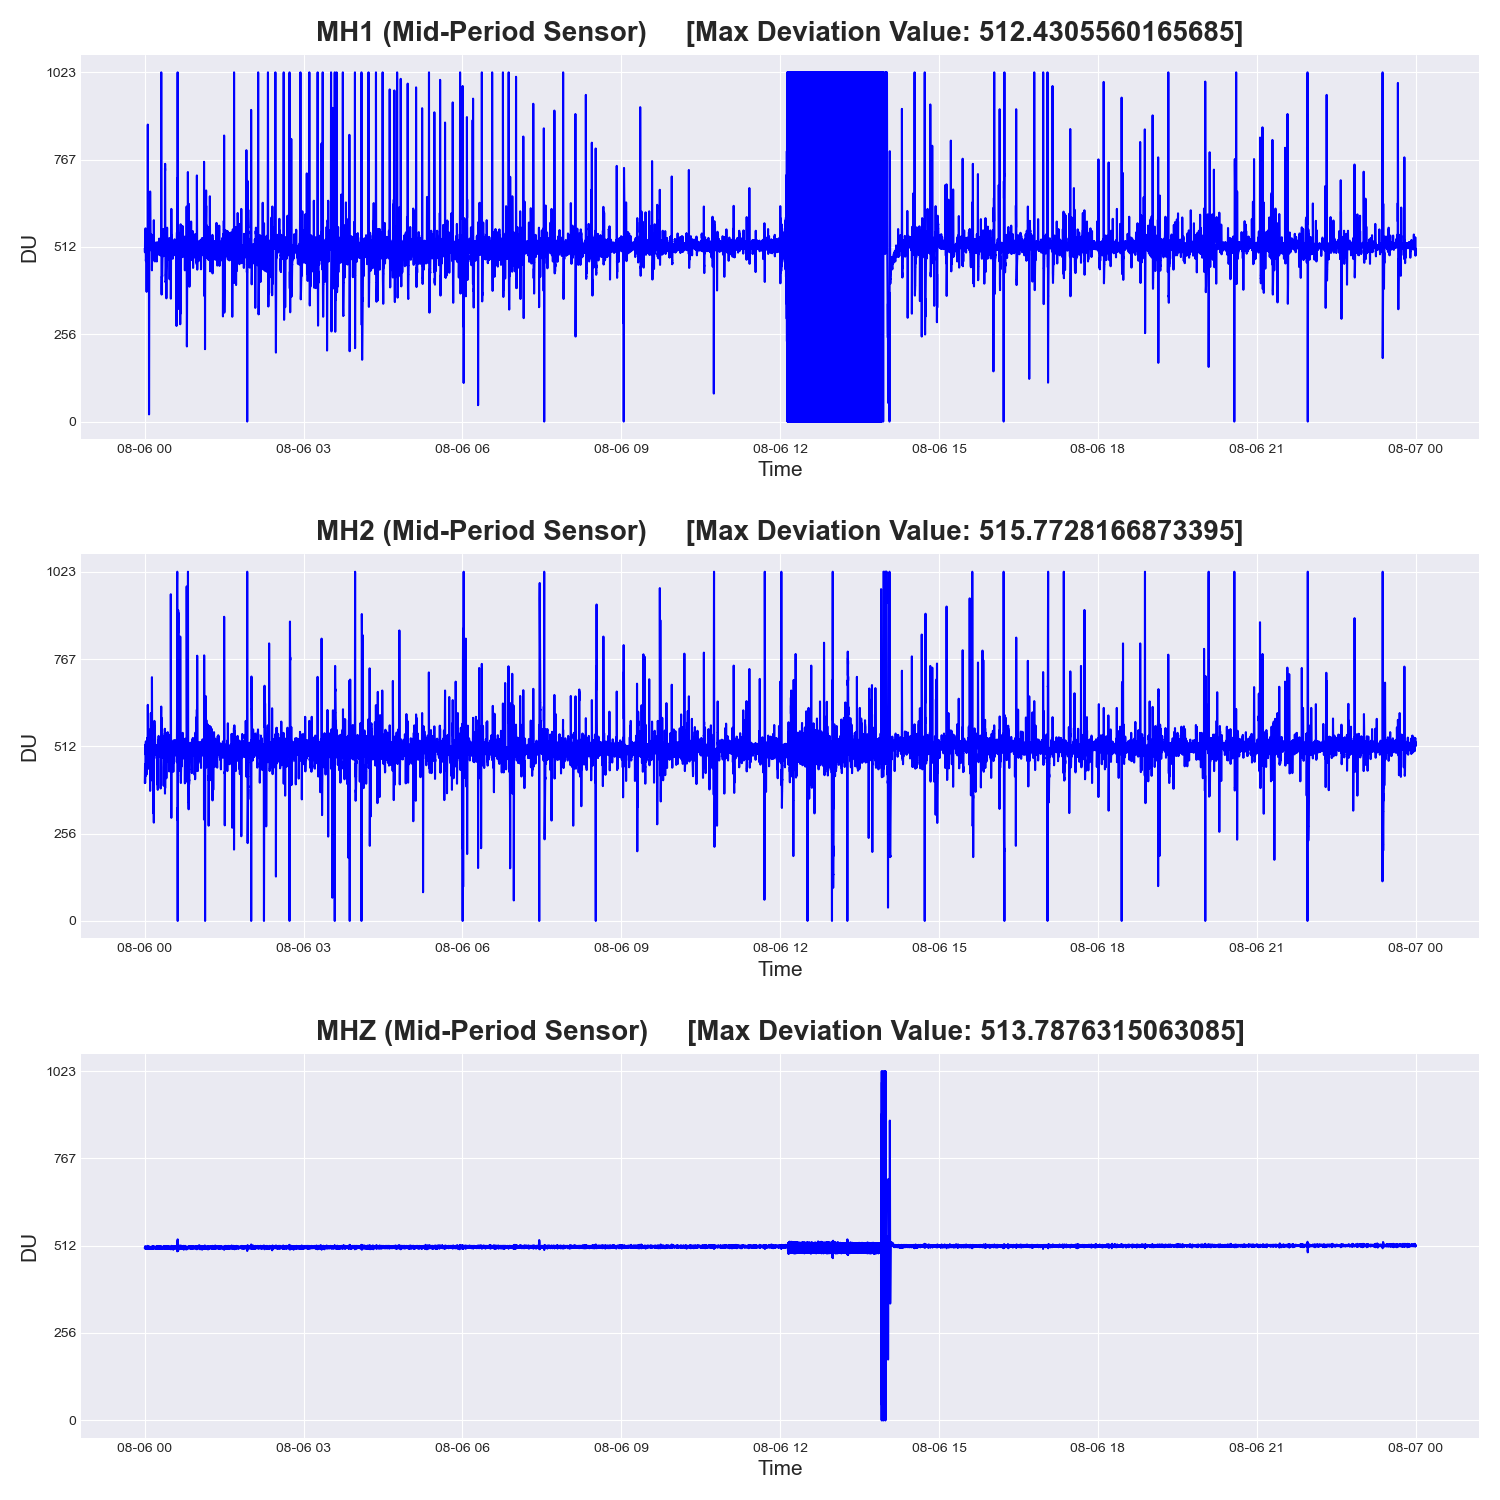 MH1 (Mid-Period Sensor) [Max Deviation Value: 512.4305560165685]
1023
767
512
256
0
DU
08-06 00 08-06 03 08-06 06 08-06 09 08-06 12 08-06 15 08-06 18 08-06 21 08-07 00
Time
MH2 (Mid-Period Sensor) [Max Deviation Value: 515.7728166873395]
1023
767
512
256
0
DU
08-06 00 08-06 03 08-06 06 08-06 09 08-06 12 08-06 15 08-06 18 08-06 21 08-07 00
Time
MHZ (Mid-Period Sensor) [Max Deviation Value: 513.7876315063085]
1023
767
512
256
0
DU
08-06 00 08-06 03 08-06 06 08-06 09 08-06 12 08-06 15 08-06 18 08-06 21 08-07 00
Time